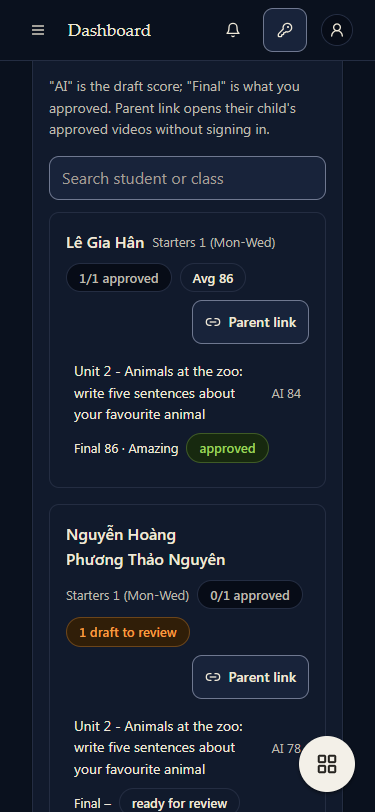 Dashboard
"AI" is the draft score; "Final" is what you
approved. Parent link opens their child's
approved videos without signing in.
Search student or class
Lê Gia Hân Starters 1 (Mon-Wed)
1/1 approved Avg 86
Parent link
Unit 2 - Animals at the zoo:
write five sentences about
your favourite animal
AI 84
Final 86 · Amazing approved
Nguyễn Hoàng
Phương Thảo Nguyên
Starters 1 (Mon-Wed) 0/1 approved
1 draft to review
Parent link
Unit 2 - Animals at the zoo:
write five sentences about
your favourite animal
AI 78
Final – ready for review